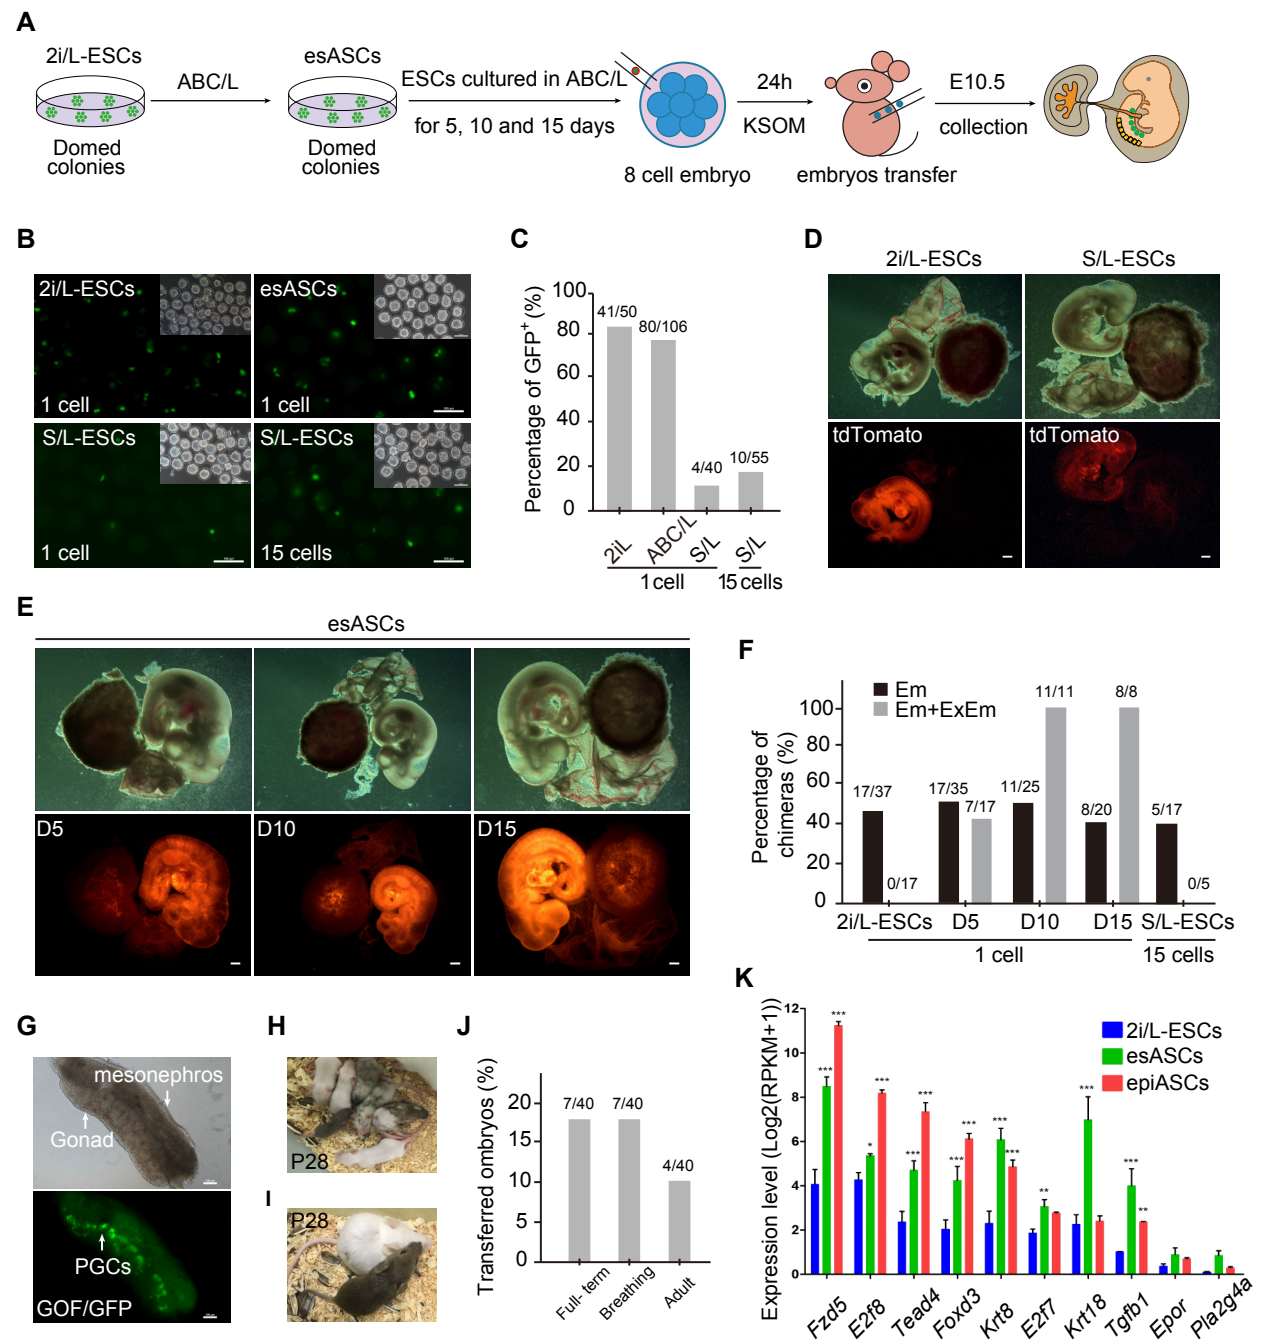 A
2i/L-ESCs
ABC/L
esASCs
ESCs cultured in ABC/L
for 5, 10 and 15 days
24h
KSOM
E10.5
collection
Domed
colonies
Domed
colonies
8 cell embryo
embryos transfer
B
2i/L-ESCs
1 cell
esASCs
S/L-ESCs
1 cell
S/L-ESCs
15 cells
C
Percentage of GFP+ (%)
100
80
60
40
20
0
41/50
80/106
4/40
10/55
2iL
ABC/L
S/L
S/L
1 cell
15 cells
D
2i/L-ESCs
S/L-ESCs
tdTomato
tdTomato
E
esASCs
D5
D10
D15
F
Em
Em+ExEm
Percentage of
chimeras (%)
100
80
60
40
20
0
17/37
0/17
17/35
7/17
11/25
11/11
8/20
8/8
5/17
0/5
2i/L-ESCs
D5
D10
D15
S/L-ESCs
1 cell
15 cells
G
mesonephros
Gonad
PGCs
GOF/GFP
H
P28
I
P28
J
Transferred embryos (%)
20
15
10
5
0
7/40
7/40
4/40
Full- term
Breathing
Adult
K
Expression level (Log2(RPKM+1))
12
10
8
6
4
2
0
2i/L-ESCs
esASCs
epiASCs
***
***
*
***
***
***
***
***
***
***
**
***
***
**
Fzd5
E2f8
Tead4
Foxd3
Krt8
E2f7
Krt18
Tgfb1
Epor
Pla2g4a